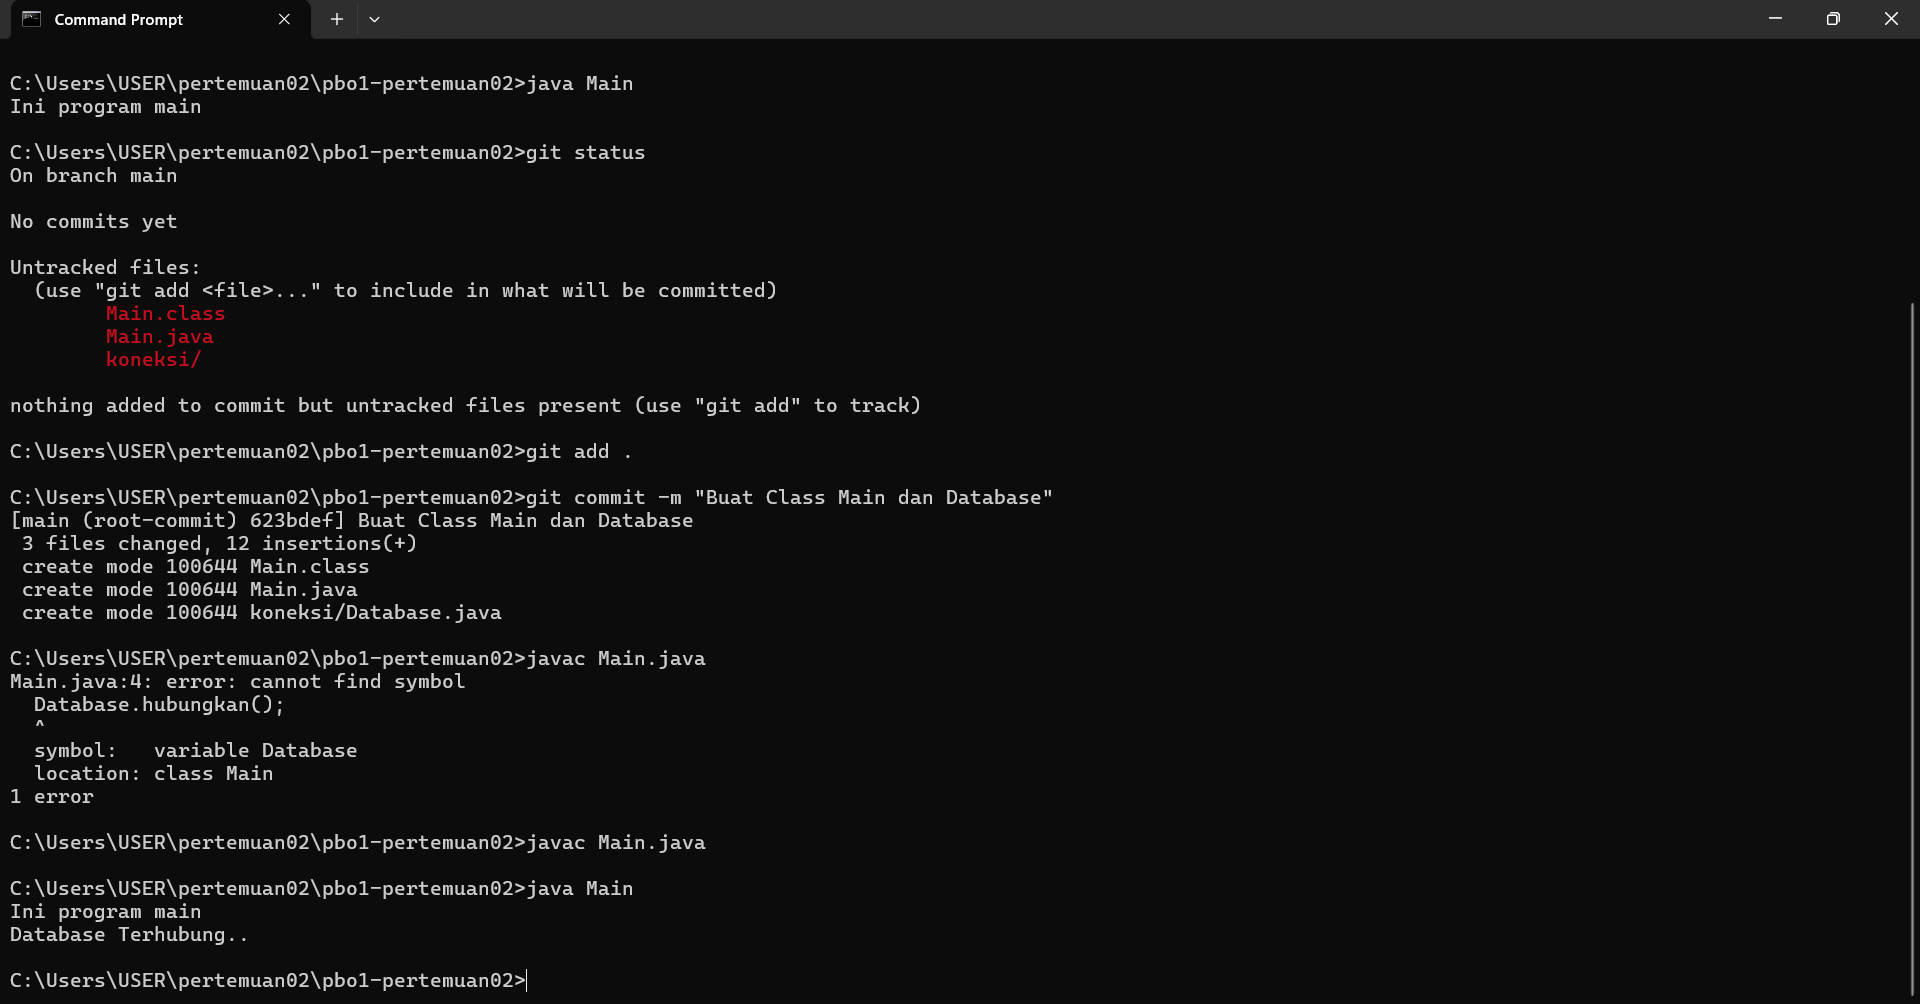 Command Prompt
C:\Users\USER\pertemuan02\pbo1-pertemuan02>java Main
Ini program main
C:\Users\USER\pertemuan02\pbo1-pertemuan02>git status
On branch main
No commits yet
Untracked files:
  (use "git add <file>..." to include in what will be committed)
        Main.class
        Main.java
        koneksi/
nothing added to commit but untracked files present (use "git add" to track)
C:\Users\USER\pertemuan02\pbo1-pertemuan02>git add .
C:\Users\USER\pertemuan02\pbo1-pertemuan02>git commit -m "Buat Class Main dan Database"
[main (root-commit) 623bdef] Buat Class Main dan Database
 3 files changed, 12 insertions(+)
 create mode 100644 Main.class
 create mode 100644 Main.java
 create mode 100644 koneksi/Database.java
C:\Users\USER\pertemuan02\pbo1-pertemuan02>javac Main.java
Main.java:4: error: cannot find symbol
  Database.hubungkan();
  ^
  symbol:   variable Database
  location: class Main
1 error
C:\Users\USER\pertemuan02\pbo1-pertemuan02>javac Main.java
C:\Users\USER\pertemuan02\pbo1-pertemuan02>java Main
Ini program main
Database Terhubung..
C:\Users\USER\pertemuan02\pbo1-pertemuan02>